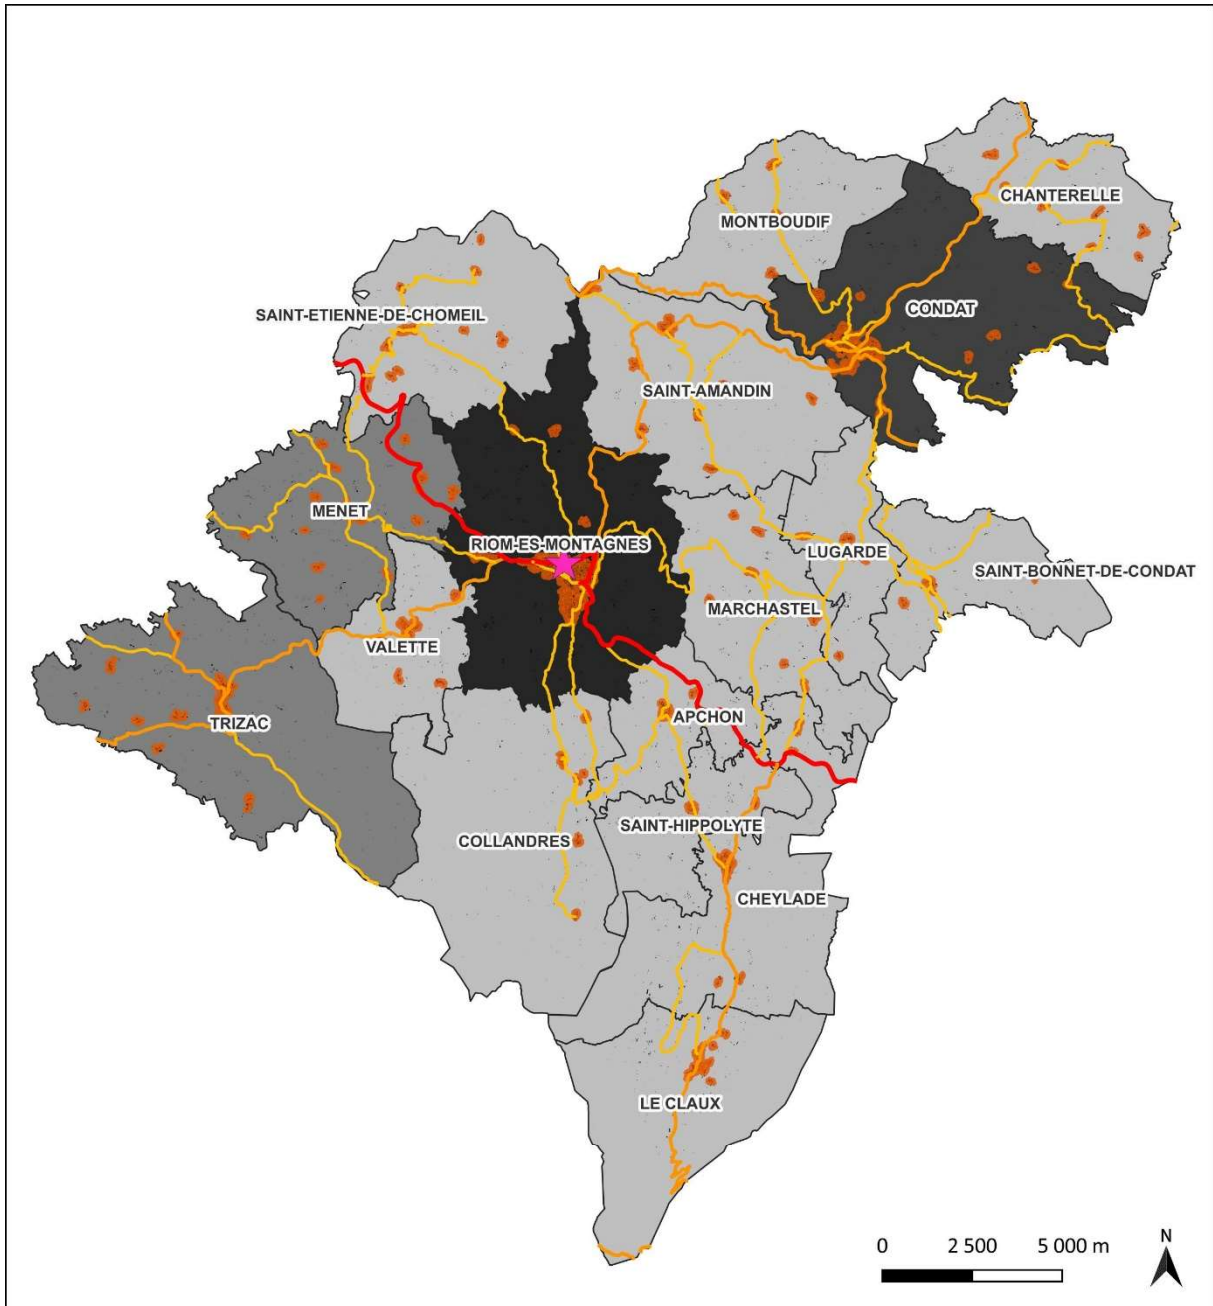 CHANTERELLE
MONTBOUDIF
CONDAT
SAINT-ETIENNE-DE-CHOMEIL
SAINT-AMANDIN
MENET
RIOM-ES-MONTAGNES
LUGARDE
SAINT-BONNET-DE-CONDAT
MARCHASTEL
VALETTE
APCHON
TRIZAC
SAINT-HIPPOLYTE
COLLANDRES
CHEYLADE
LE CLAUX
0 2 500 5 000 m
N